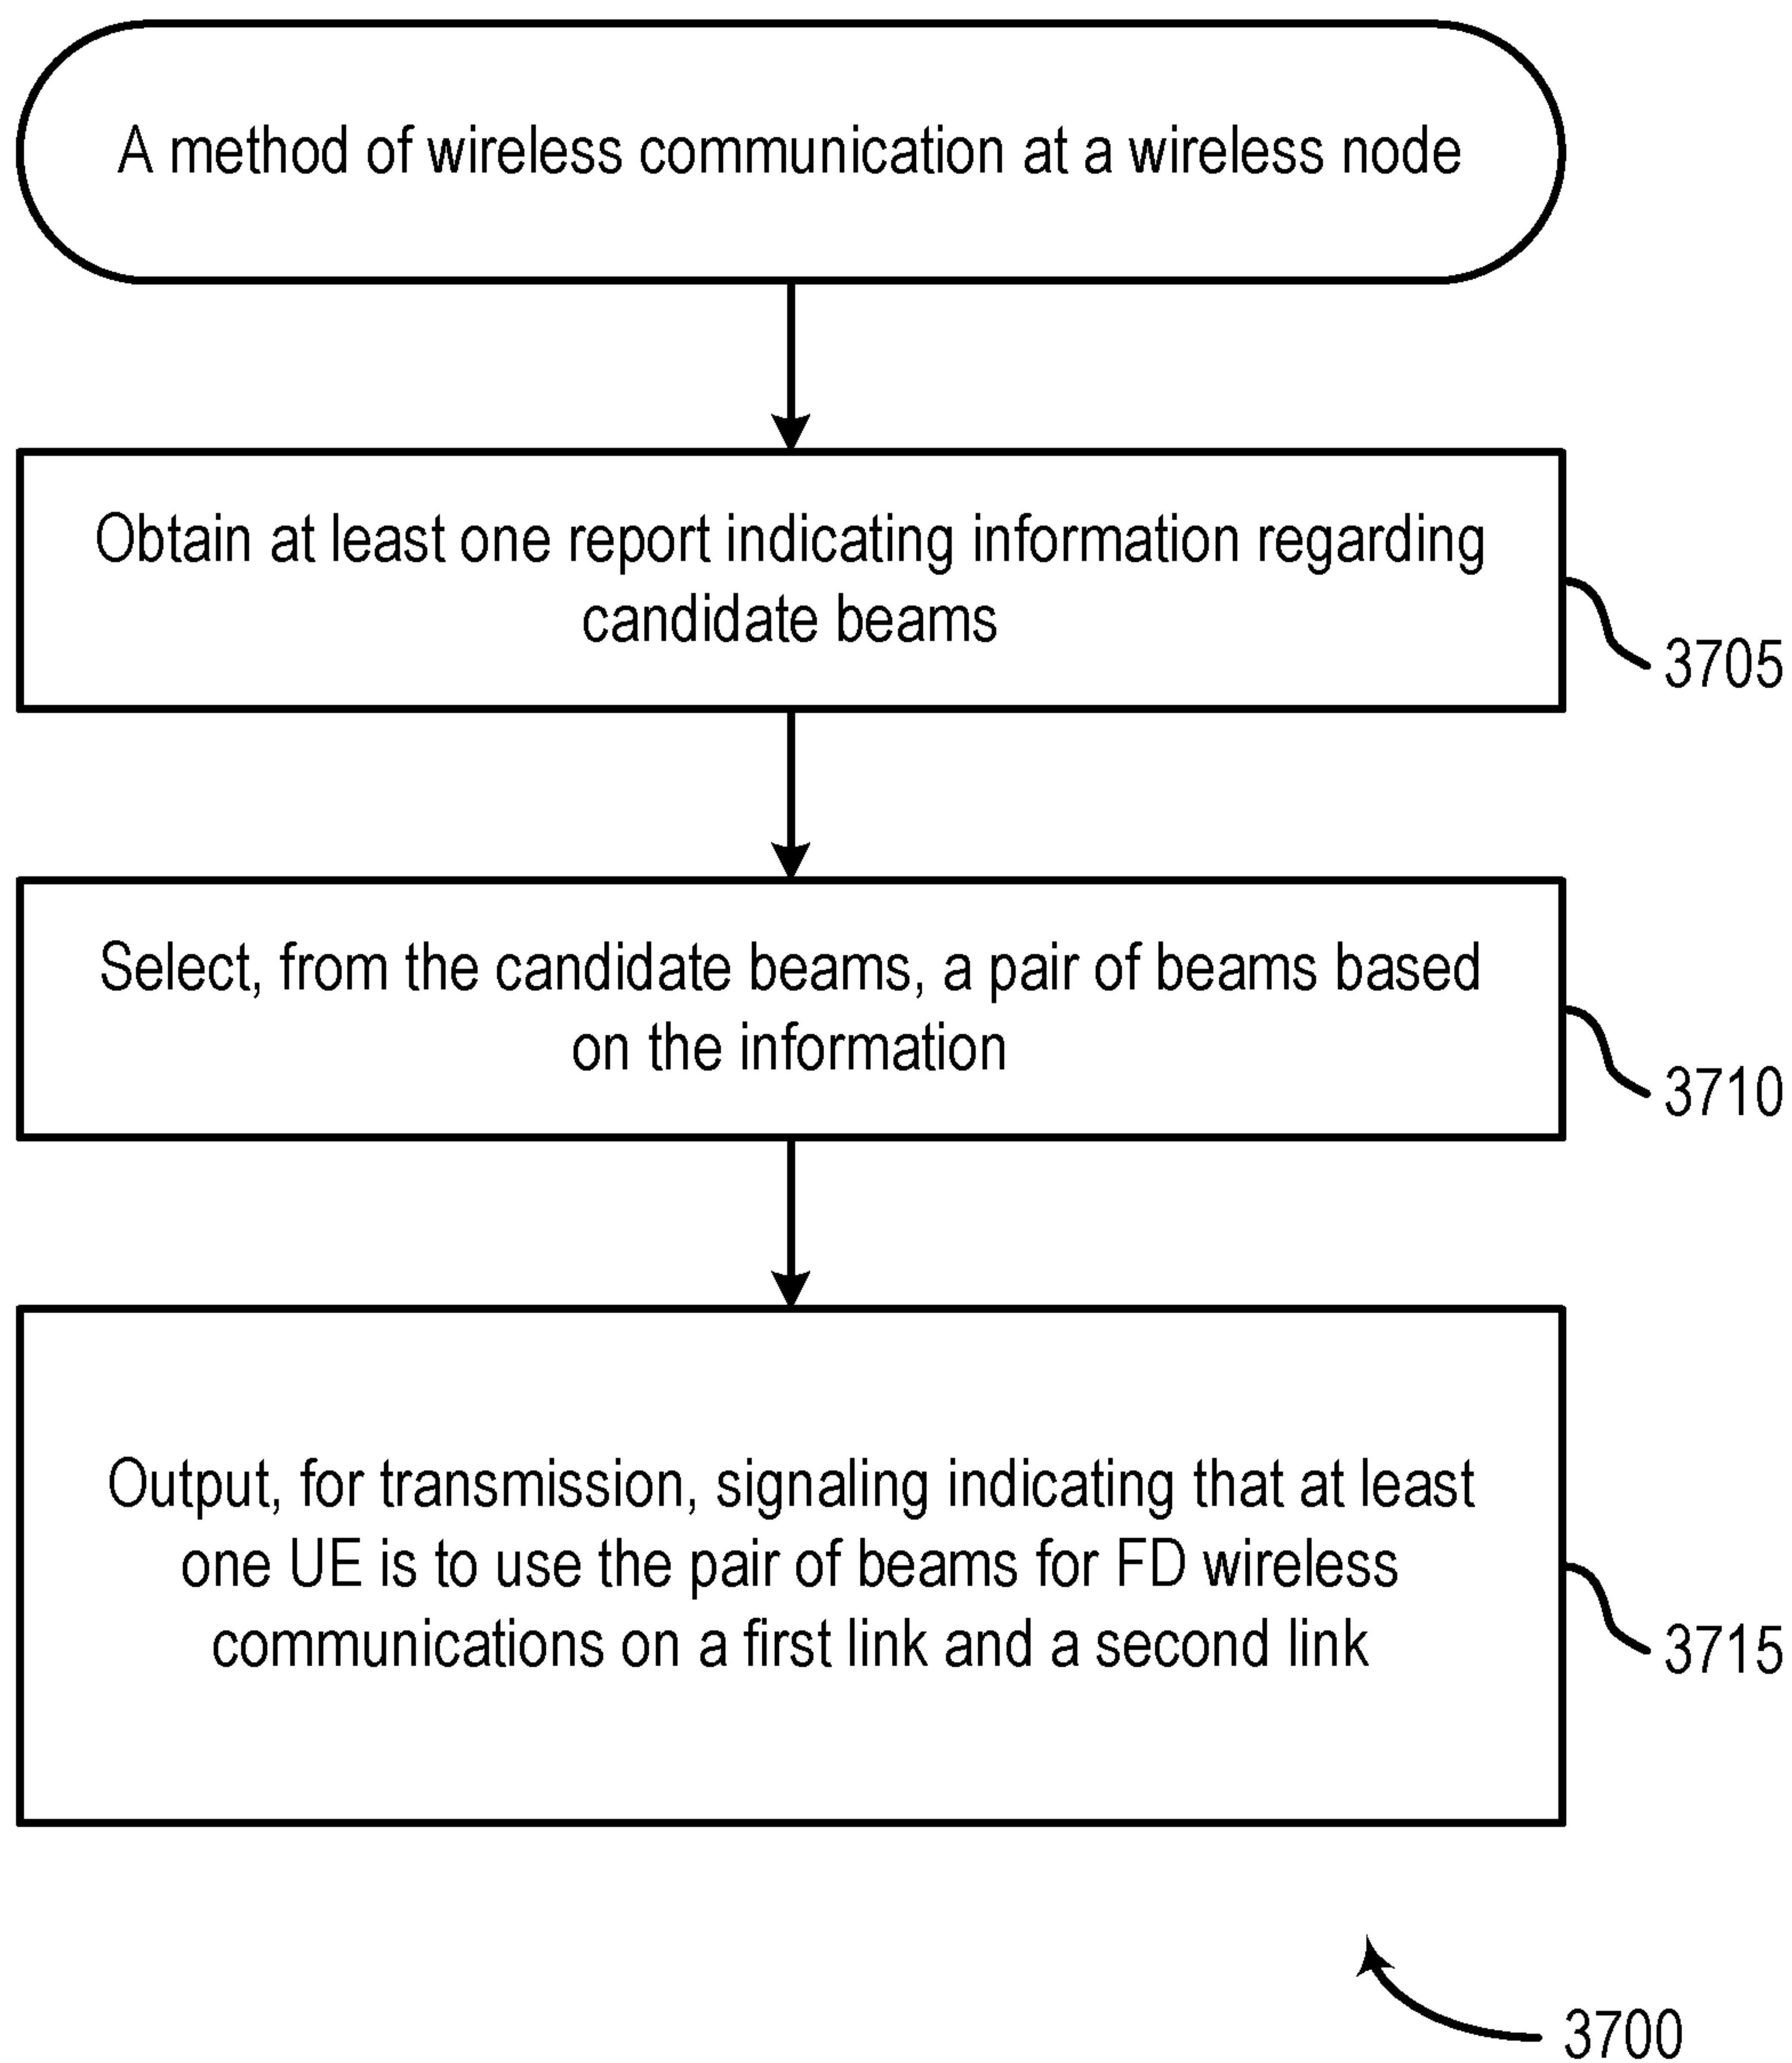 A method of wireless communication at a wireless node
Obtain at least one report indicating information regarding
candidate beams
3705
Select, from the candidate beams, a pair of beams based
on the information
3710
Output, for transmission, signaling indicating that at least
one UE is to use the pair of beams for FD wireless
communications on a first link and a second link
3715
3700